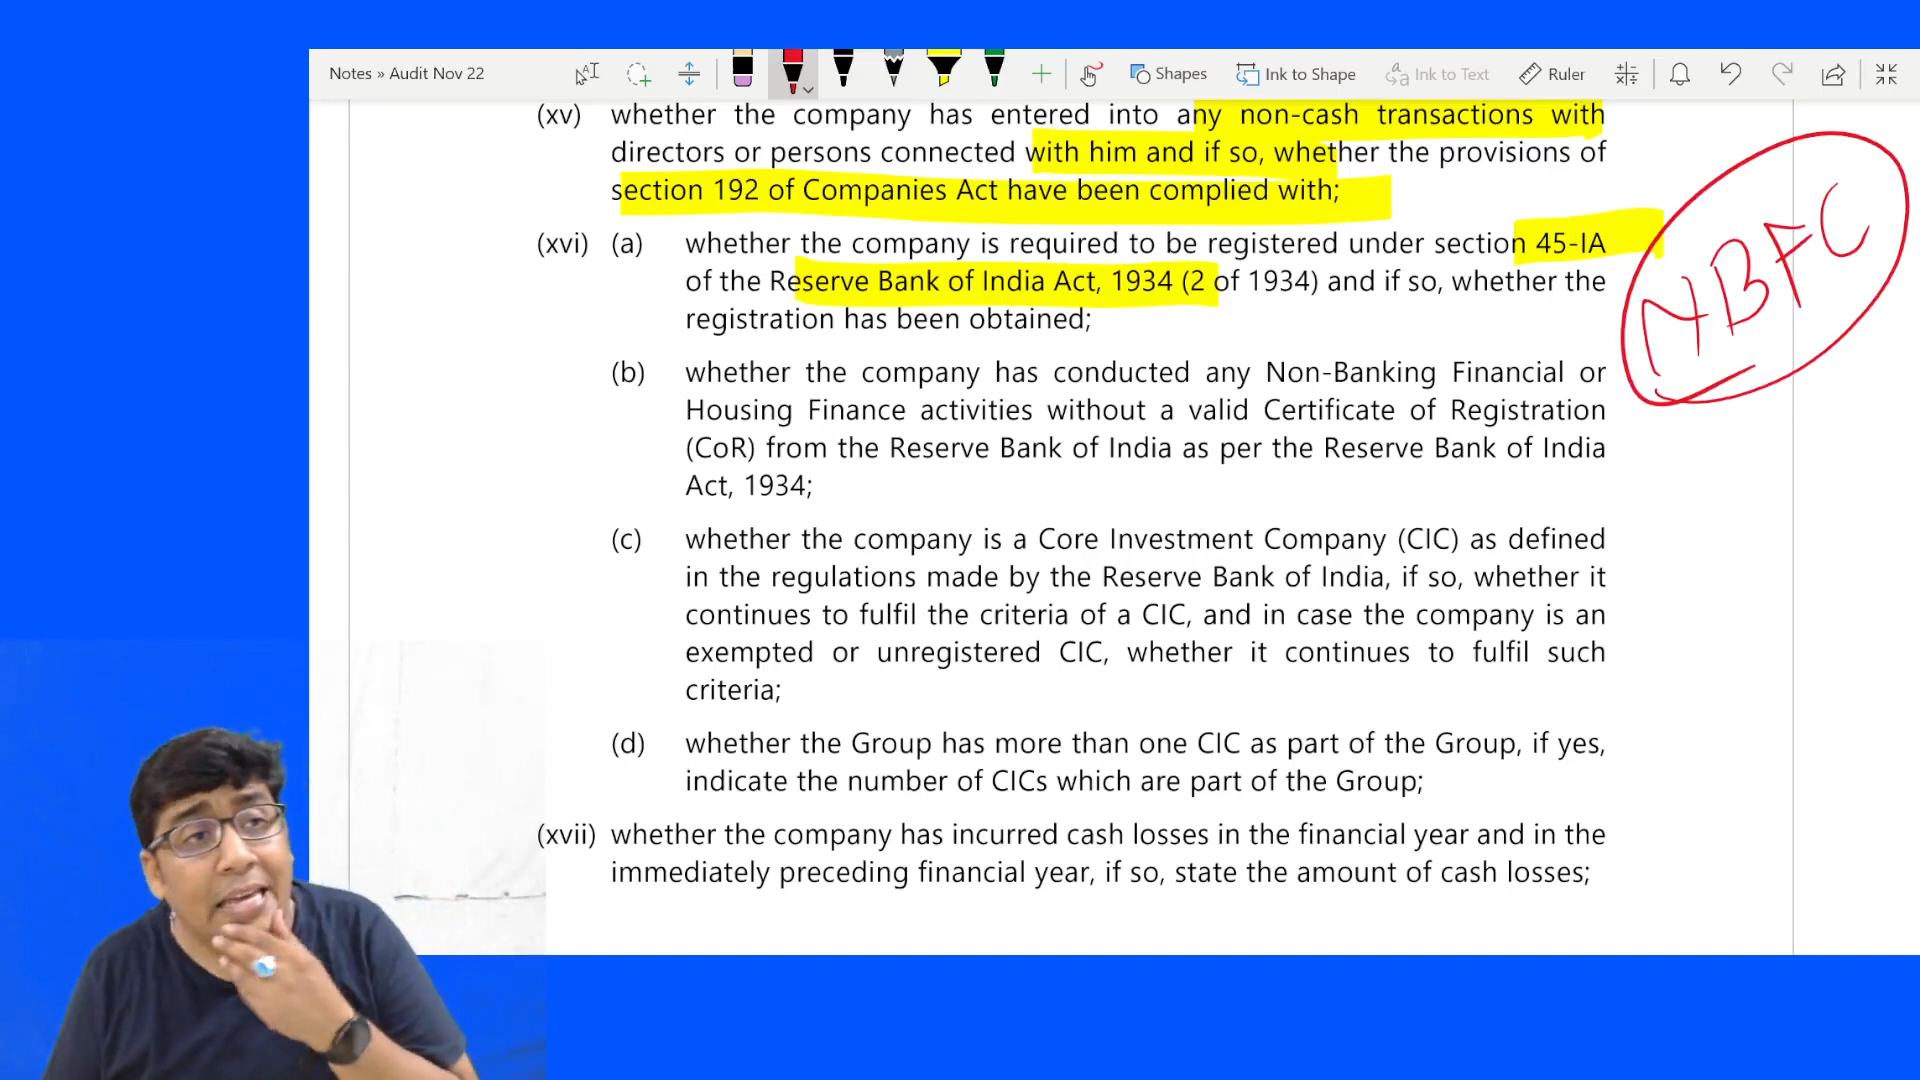 Notes » Audit Nov 22
Shapes
Ink to Shape
Ink to Text
Ruler
(xv) whether the company has entered into any non-cash transactions with
directors or persons connected with him and if so, whether the provisions of
section 192 of Companies Act have been complied with;
(xvi) (a) whether the company is required to be registered under section 45-IA
of the Reserve Bank of India Act, 1934 (2 of 1934) and if so, whether the
registration has been obtained;
NBFC
(b) whether the company has conducted any Non-Banking Financial or
Housing Finance activities without a valid Certificate of Registration
(CoR) from the Reserve Bank of India as per the Reserve Bank of India
Act, 1934;
(c) whether the company is a Core Investment Company (CIC) as defined
in the regulations made by the Reserve Bank of India, if so, whether it
continues to fulfil the criteria of a CIC, and in case the company is an
exempted or unregistered CIC, whether it continues to fulfil such
criteria;
(d) whether the Group has more than one CIC as part of the Group, if yes,
indicate the number of CICs which are part of the Group;
(xvii) whether the company has incurred cash losses in the financial year and in the
immediately preceding financial year, if so, state the amount of cash losses;